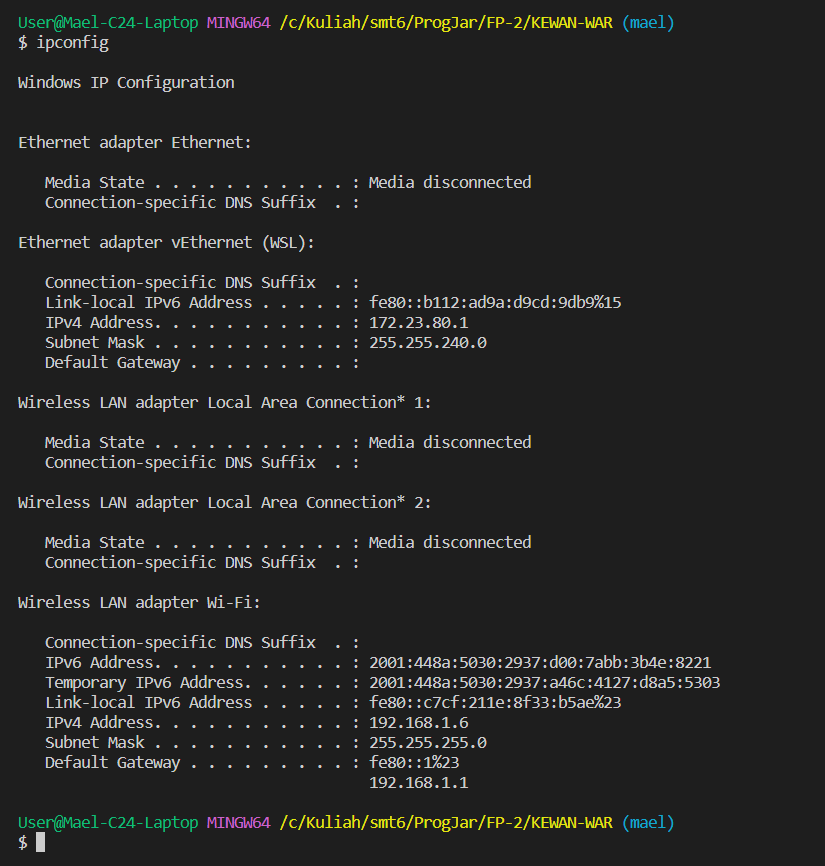 User@Mael-C24-Laptop MINGW64 /c/Kuliah/smt6/ProgJar/FP-2/KEWAN-WAR (mael)
$ ipconfig
Windows IP Configuration
Ethernet adapter Ethernet:
   Media State . . . . . . . . . . . : Media disconnected
   Connection-specific DNS Suffix  . :
Ethernet adapter vEthernet (WSL):
   Connection-specific DNS Suffix  . :
   Link-local IPv6 Address . . . . . : fe80::b112:ad9a:d9cd:9db9%15
   IPv4 Address. . . . . . . . . . . : 172.23.80.1
   Subnet Mask . . . . . . . . . . . : 255.255.240.0
   Default Gateway . . . . . . . . . :
Wireless LAN adapter Local Area Connection* 1:
   Media State . . . . . . . . . . . : Media disconnected
   Connection-specific DNS Suffix  . :
Wireless LAN adapter Local Area Connection* 2:
   Media State . . . . . . . . . . . : Media disconnected
   Connection-specific DNS Suffix  . :
Wireless LAN adapter Wi-Fi:
   Connection-specific DNS Suffix  . :
   IPv6 Address. . . . . . . . . . . : 2001:448a:5030:2937:d00:7abb:3b4e:8221
   Temporary IPv6 Address. . . . . . : 2001:448a:5030:2937:a46c:4127:d8a5:5303
   Link-local IPv6 Address . . . . . : fe80::c7cf:211e:8f33:b5ae%23
   IPv4 Address. . . . . . . . . . . : 192.168.1.6
   Subnet Mask . . . . . . . . . . . : 255.255.255.0
   Default Gateway . . . . . . . . . : fe80::1%23
                                       192.168.1.1
User@Mael-C24-Laptop MINGW64 /c/Kuliah/smt6/ProgJar/FP-2/KEWAN-WAR (mael)
$